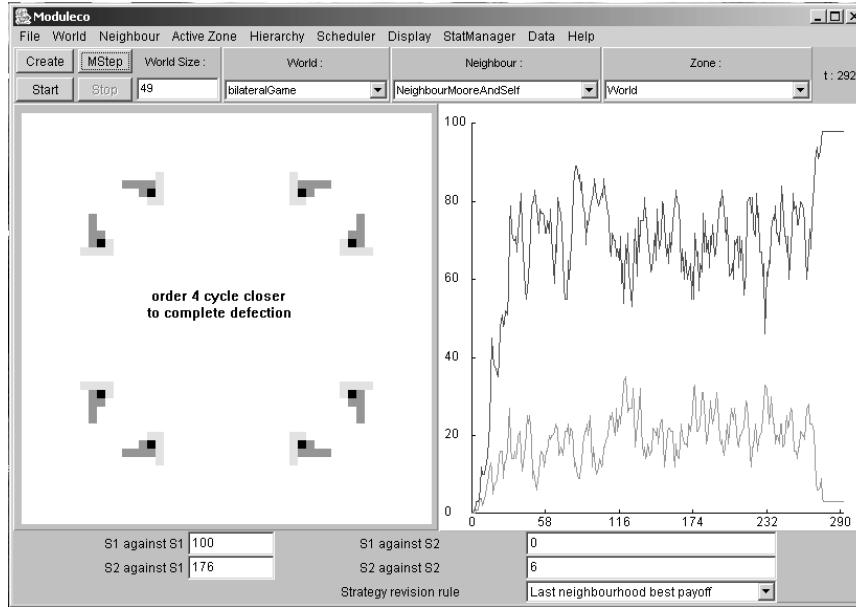 Moduleco
File World Neighbour Active Zone Hierarchy Scheduler Display StatManager Data Help
Create MStep World Size : World : Neighbour : Zone : t : 292
Start Stop 49 bilateralGame NeighbourMooreAndSelf World
order 4 cycle closer
to complete defection
100
80
60
40
20
0
0 58 116 174 232 290
S1 against S1 100 S1 against S2 0
S2 against S1 176 S2 against S2 6
Strategy revision rule Last neighbourhood best payoff